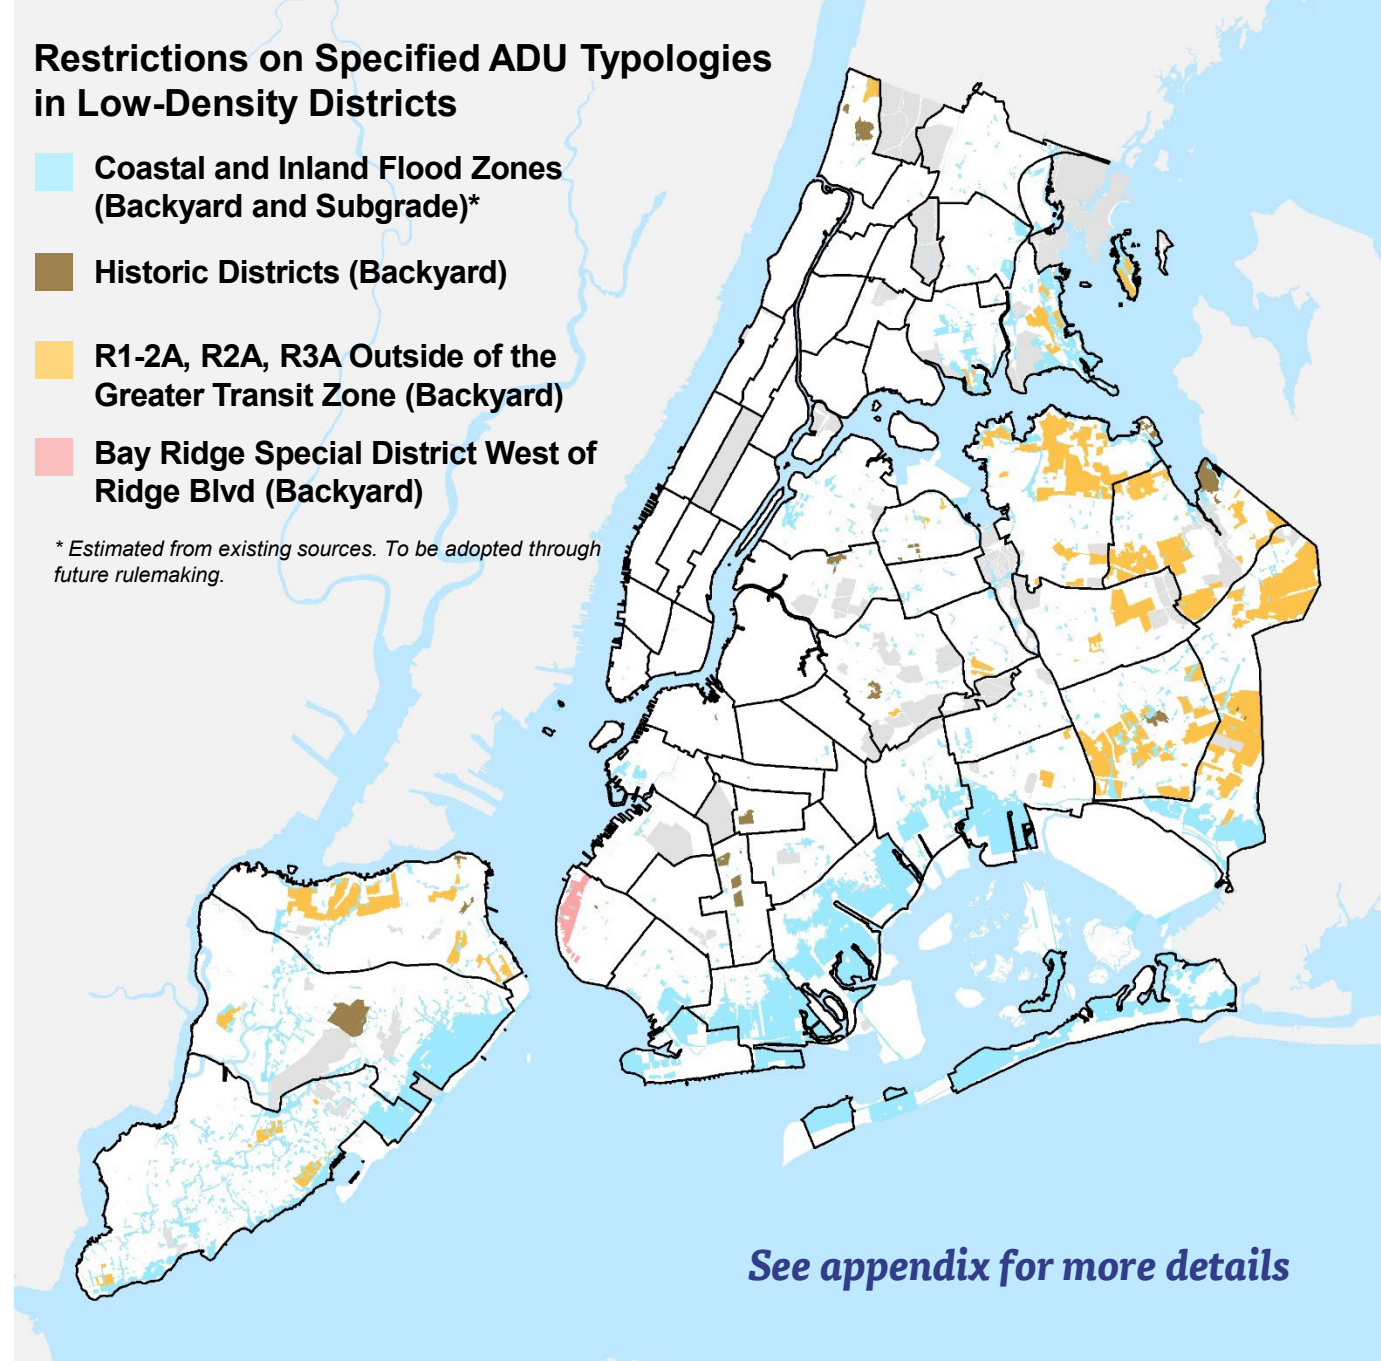 Restrictions on Specified ADU Typologies
in Low-Density Districts
Coastal and Inland Flood Zones
(Backyard and Subgrade)*
Historic Districts (Backyard)
R1-2A, R2A, R3A Outside of the
Greater Transit Zone (Backyard)
Bay Ridge Special District West of
Ridge Blvd (Backyard)
* Estimated from existing sources. To be adopted through
future rulemaking.
See appendix for more details